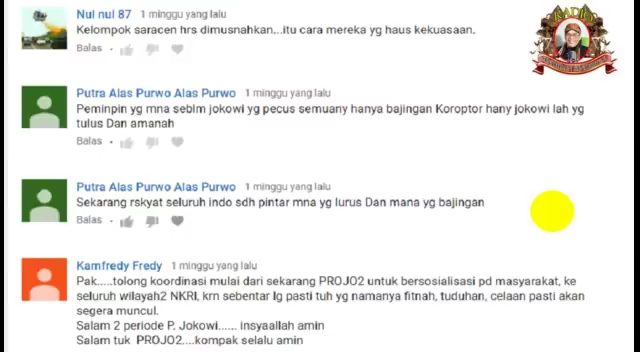 Nul nul 87 1 minggu yang lalu
Kelompok saracen hrs dimusnahkan...itu cara mereka yg haus kekuasaan.
Balas
RADIO
Putra Alas Purwo Alas Purwo 1 minggu yang lalu
Peminpin yg mna seblm jokowi yg pecus semuany hanya bajingan Koroptor hany jokowi lah yg
tulus Dan amanah
Balas
Putra Alas Purwo Alas Purwo 1 minggu yang lalu
Sekarang rskyat seluruh indo sdh pintar mna yg lurus Dan mana yg bajingan
Balas
Kamfredy Fredy 1 minggu yang lalu
Pak.....tolong koordinasi mulai dari sekarang PROJO2 untuk bersosialisasi pd masyarakat, ke
seluruh wilayah2 NKRI, krn sebentar lg pasti tuh yg namanya fitnah, tuduhan, celaan pasti akan
segera muncul.
Salam 2 periode P. Jokowi...... insyaallah amin
Salam tuk PROJO2....kompak selalu amin